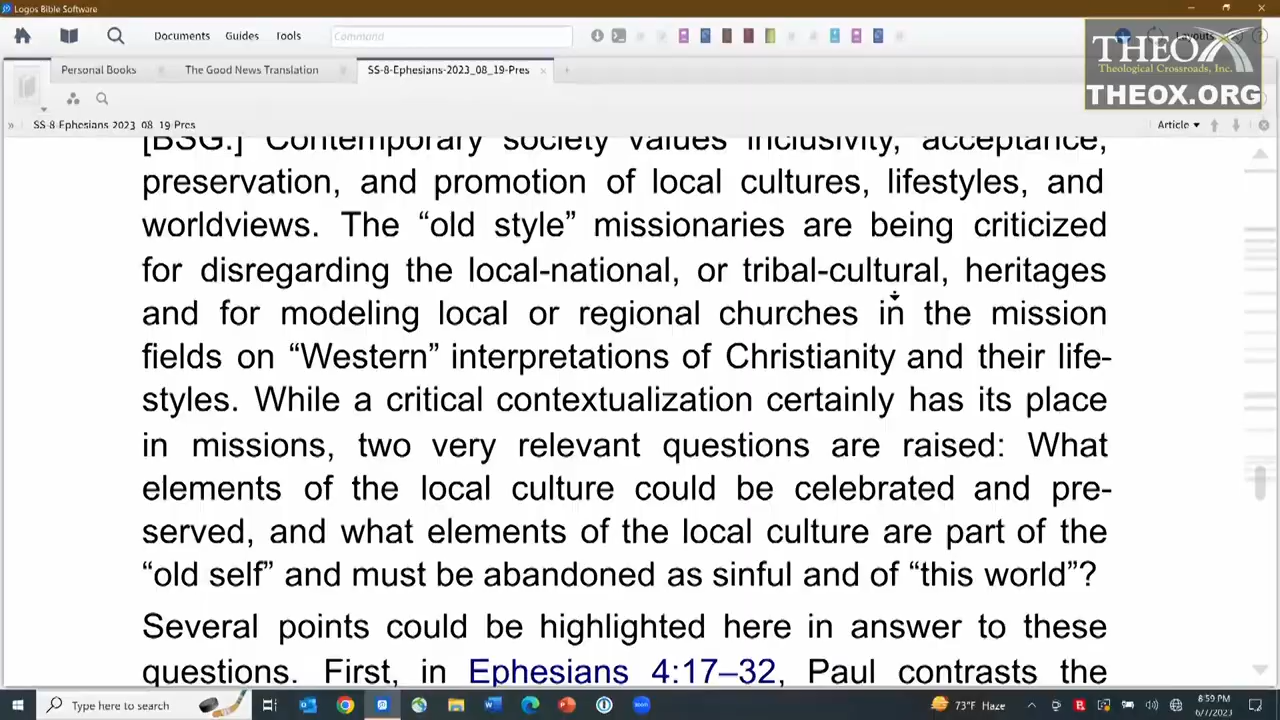 Logos Bible Software
Documents Guides Tools Command Layouts
THEOX
Theological Crossroads, Inc.
THEOX.ORG
Personal Books The Good News Translation SS-8-Ephesians-2023_08_19-Pres
SS-8-Ephesians-2023_08_19-Pres Article
[BSG.] Contemporary society values inclusivity, acceptance,
preservation, and promotion of local cultures, lifestyles, and
worldviews. The “old style” missionaries are being criticized
for disregarding the local-national, or tribal-cultural, heritages
and for modeling local or regional churches in the mission
fields on “Western” interpretations of Christianity and their life-
styles. While a critical contextualization certainly has its place
in missions, two very relevant questions are raised: What
elements of the local culture could be celebrated and pre-
served, and what elements of the local culture are part of the
“old self” and must be abandoned as sinful and of “this world”?
Several points could be highlighted here in answer to these
questions. First, in Ephesians 4:17–32, Paul contrasts the
Type here to search 73°F Haze 8:59 PM
6/7/2023